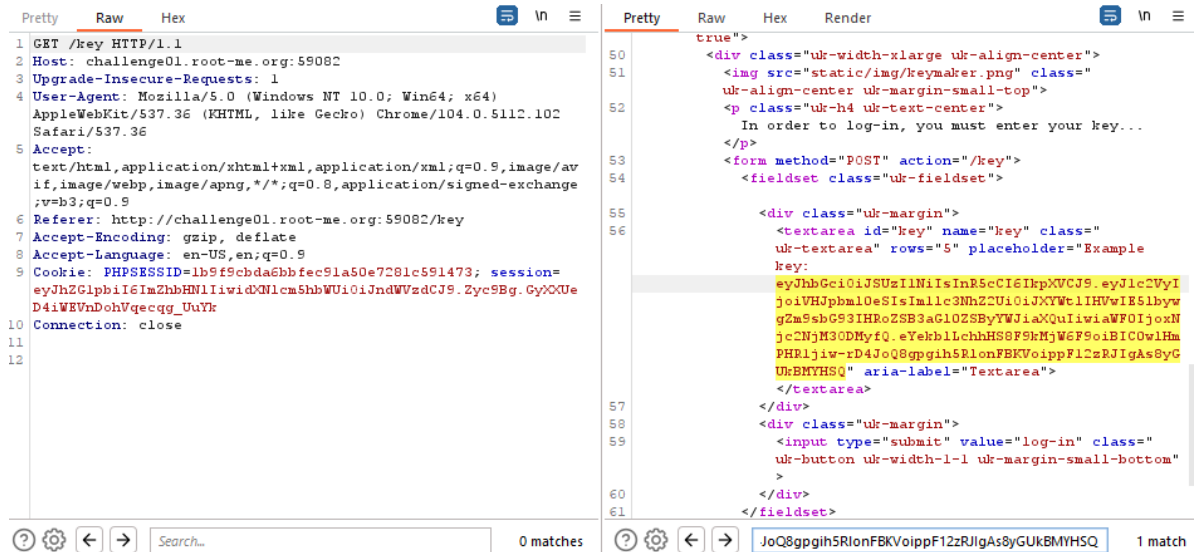 Pretty Raw Hex \n
1 GET /key HTTP/1.1
2 Host: challenge01.root-me.org:59082
3 Upgrade-Insecure-Requests: 1
4 User-Agent: Mozilla/5.0 (Windows NT 10.0; Win64; x64)
AppleWebKit/537.36 (KHTML, like Gecko) Chrome/104.0.5112.102
Safari/537.36
5 Accept:
text/html,application/xhtml+xml,application/xml;q=0.9,image/av
if,image/webp,image/apng,*/*;q=0.8,application/signed-exchange
;v=b3;q=0.9
6 Referer: http://challenge01.root-me.org:59082/key
7 Accept-Encoding: gzip, deflate
8 Accept-Language: en-US,en;q=0.9
9 Cookie: PHPSESSID=1b9f9cbda6bbfec91a50e7281c591473; session=
eyJhZG1pbiI6ImZhbHNlIiwidXNlcm5hbWUiOiJndWVzdCJ9.Zyc9Bg.GyXXUe
D4iWEVnDohVqecqg_UuYk
10 Connection: close
11
12
Search... 0 matches
Pretty Raw Hex Render \n
true">
50 <div class="uk-width-xlarge uk-align-center">
51 <img src="static/img/keymaker.png" class="
uk-align-center uk-margin-small-top">
52 <p class="uk-h4 uk-text-center">
In order to log-in, you must enter your key...
</p>
53 <form method="POST" action="/key">
54 <fieldset class="uk-fieldset">
55 <div class="uk-margin">
56 <textarea id="key" name="key" class="
uk-textarea" rows="5" placeholder="Example
key:
eyJhbGciOiJSUzI1NiIsInR5cCI6IkpXVCJ9.eyJ1c2VyI
joiVHJpbml0eSIsIm1lc3NhZ2UiOiJXYWtlIHVwIE5lbyw
gZm9sbG93IHRoZSB3aGl0ZSByYWJiaXQuIiwiaWF0IjoxN
jc2NjM3ODMyfQ.eYekb1LchhHS8F9kMjW6F9oiBICOwlHm
PHRljiw-rD4JoQ8gpgih5RlonFBKVoippF12zRJIgAs8yG
UkBMYHSQ" aria-label="Textarea">
</textarea>
57 </div>
58 <div class="uk-margin">
59 <input type="submit" value="log-in" class="
uk-button uk-width-1-1 uk-margin-small-bottom"
>
60 </div>
61 </fieldset>
JoQ8gpgih5RlonFBKVoippF12zRJIgAs8yGUkBMYHSQ 1 match